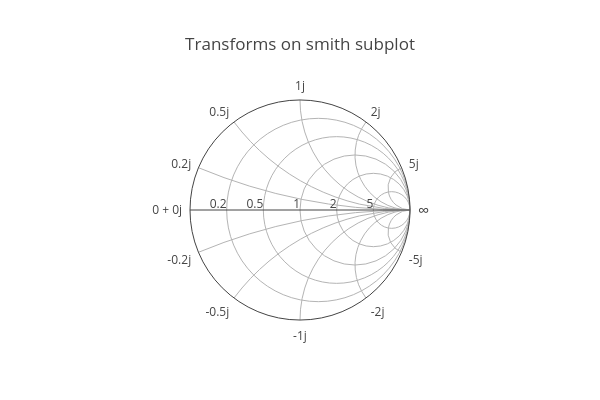 Transforms on smith subplot
1j
0.5j
2j
0.2j
5j
0 + 0j
0.2
0.5
1
2
5
∞
-0.2j
-5j
-0.5j
-2j
-1j